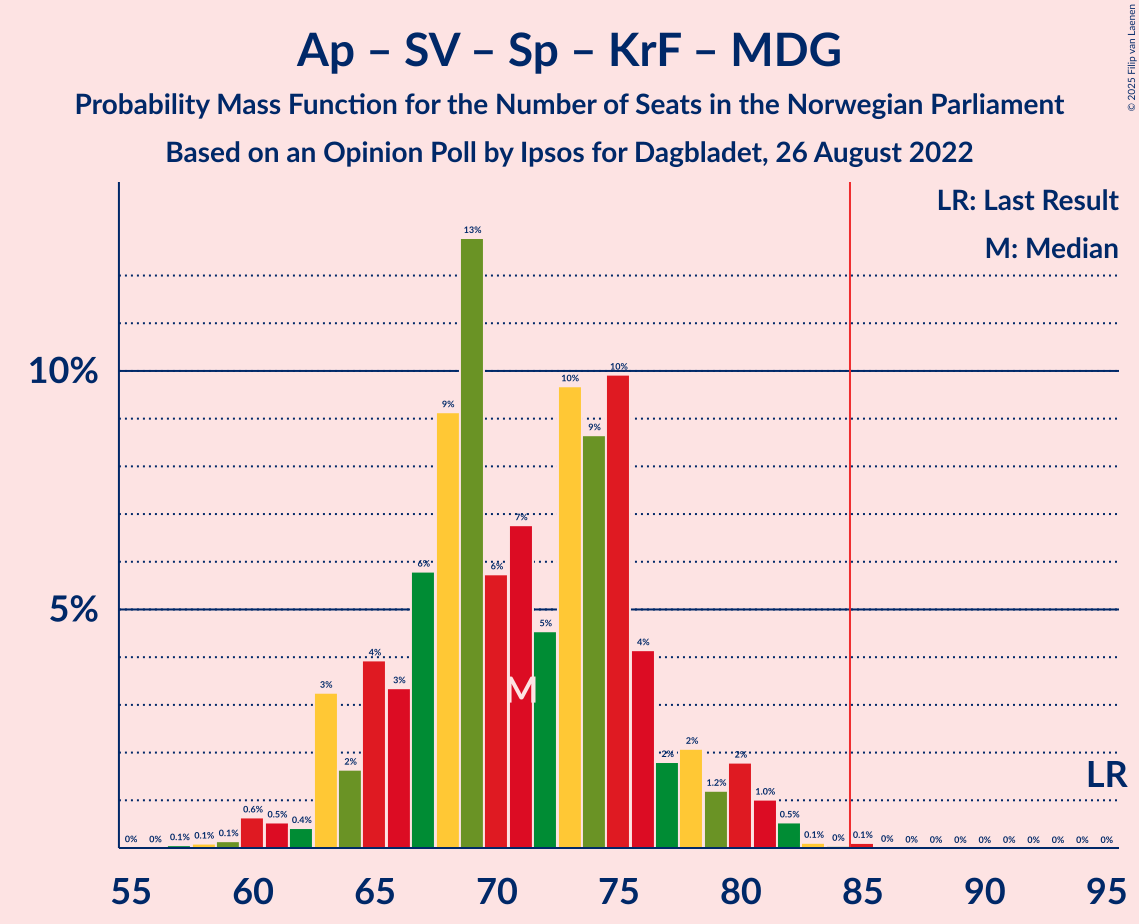 Ap – SV – Sp – KrF – MDG
Probability Mass Function for the Number of Seats in the Norwegian Parliament
Based on an Opinion Poll by Ipsos for Dagbladet, 26 August 2022
© 2025 Filip van Laenen
LR: Last Result
M: Median
10%
5%
0% 0% 0.1% 0.1% 0.1% 0.6% 0.5% 0.4% 3% 2% 4% 3% 6% 9% 13% 6% 7% 5% 10% 9% 10% 4% 2% 2% 1.2% 2% 1.0% 0.5% 0.1% 0% 0.1% 0% 0% 0% 0% 0% 0% 0% 0% 0% 0%
M
LR
55 60 65 70 75 80 85 90 95